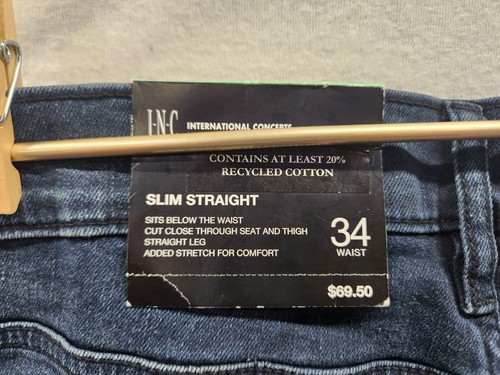 I·N·C INTERNATIONAL CONCEPTS
CONTAINS AT LEAST 20%
RECYCLED COTTON
SLIM STRAIGHT
SITS BELOW THE WAIST
CUT CLOSE THROUGH SEAT AND THIGH
STRAIGHT LEG
ADDED STRETCH FOR COMFORT
34
WAIST
$69.50